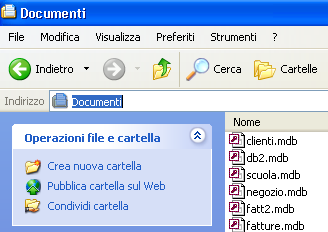 Documenti
File Modifica Visualizza Preferiti Strumenti ?
Indietro Cerca Cartelle
Indirizzo Documenti
Operazioni file e cartella
Crea nuova cartella
Pubblica cartella sul Web
Condividi cartella
Nome
clienti.mdb
db2.mdb
scuola.mdb
negozio.mdb
fatt2.mdb
fatture.mdb